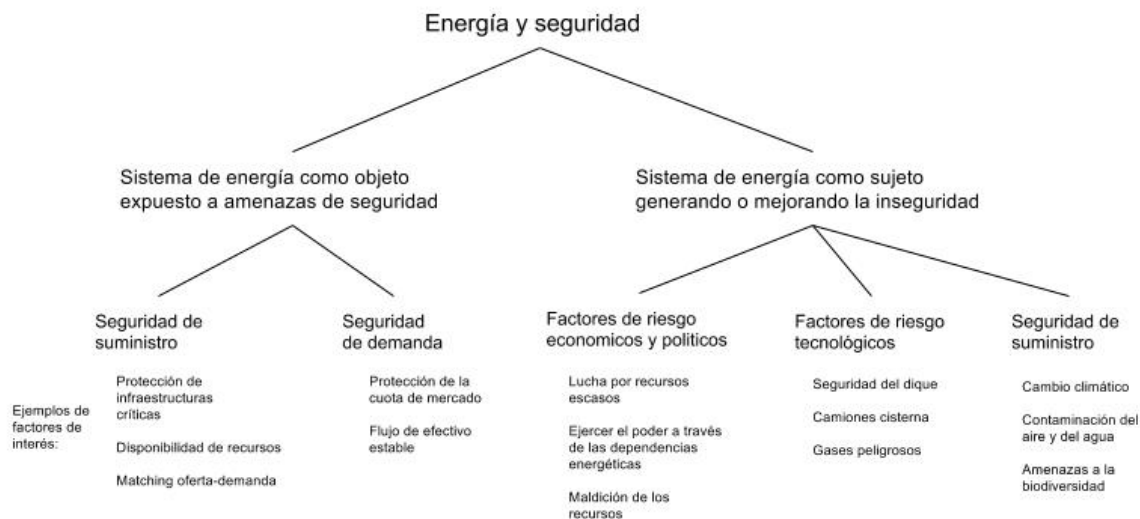 Energía y seguridad
Sistema de energía como objeto
expuesto a amenazas de seguridad
Sistema de energía como sujeto
generando o mejorando la inseguridad
Seguridad de
suministro
Seguridad
de demanda
Factores de riesgo
economicos y politicos
Factores de riesgo
tecnológicos
Seguridad de
suministro
Ejemplos de
factores de
interés:
Protección de
infraestructuras
críticas
Disponibilidad de recursos
Matching oferta-demanda
Protección de la
cuota de mercado
Flujo de efectivo
estable
Lucha por recursos
escasos
Ejercer el poder a través
de las dependencias
energéticas
Maldición de los
recursos
Seguridad del dique
Camiones cisterna
Gases peligrosos
Cambio climático
Contaminación del
aire y del agua
Amenazas a la
biodiversidad